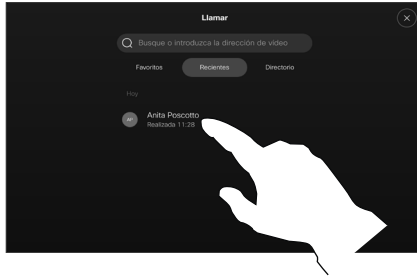 Llamar
Busque o introduzca la dirección de vídeo
Favoritos
Recientes
Directorio
Hoy
AP
Anita Poscotto
Realizada 11:28